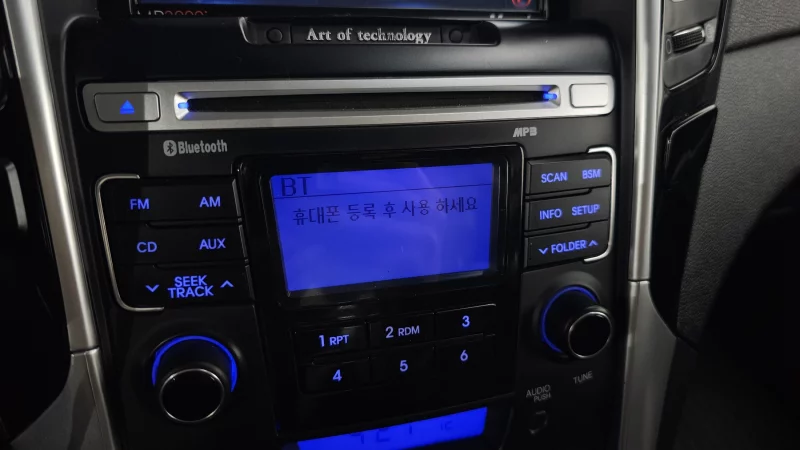 Art of technology
Bluetooth
MP3
BT
휴대폰 등록 후 사용 하세요
FM AM
CD AUX
SEEK
TRACK
SCAN BSM
INFO SETUP
FOLDER
1 RPT 2 RDM 3
4 5 6
AUDIO
PUSH
TUNE